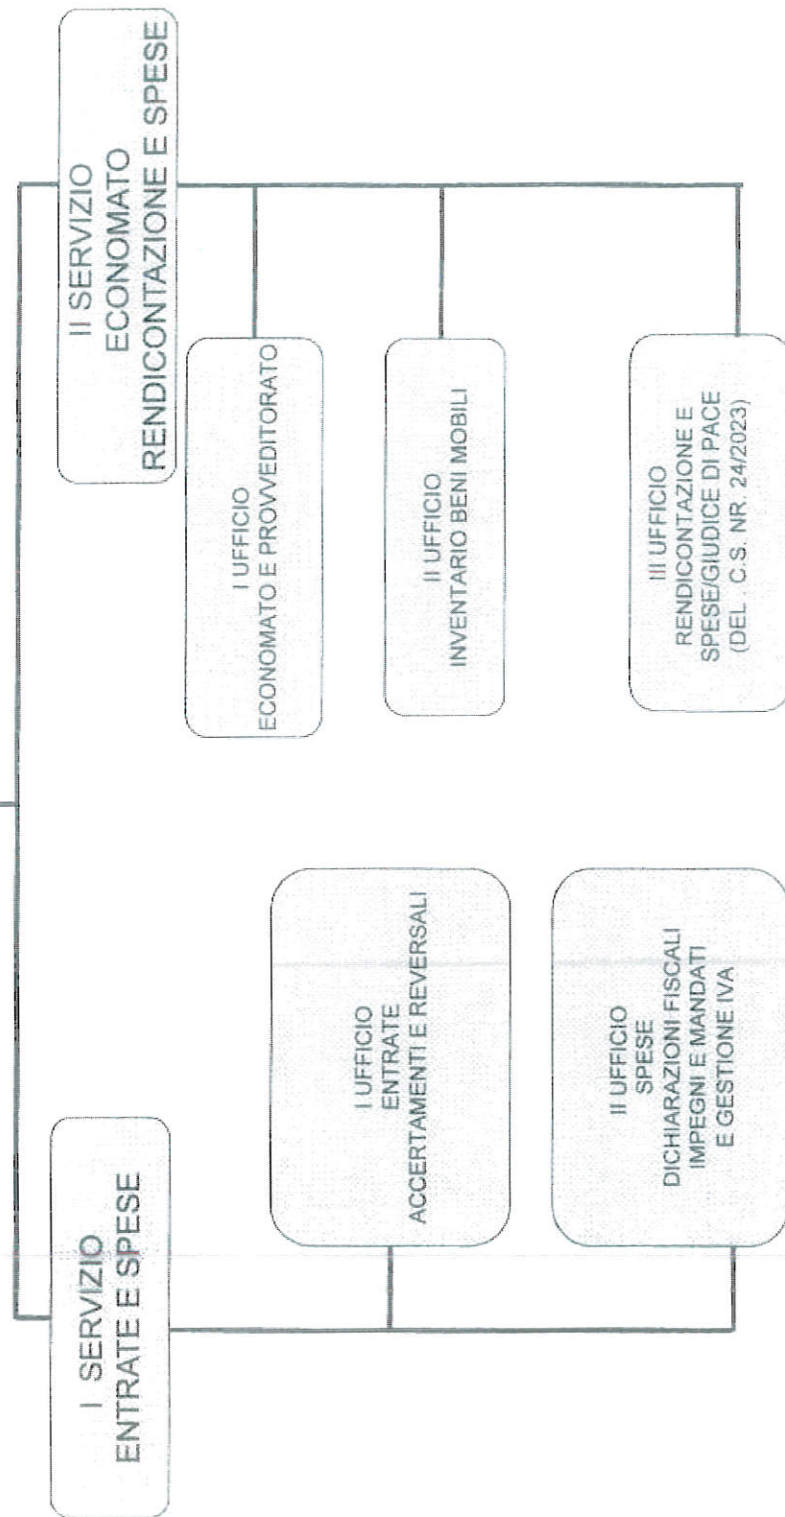 I SERVIZIO
ENTRATE E SPESE
I UFFICIO
ENTRATE
ACCERTAMENTI E REVERSALI
II UFFICIO
SPESE
DICHIARAZIONI FISCALI
IMPEGNI E MANDATI
E GESTIONE IVA
II SERVIZIO
ECONOMATO
RENDICONTAZIONE E SPESE
I UFFICIO
ECONOMATO E PROVVEDITORATO
II UFFICIO
INVENTARIO BENI MOBILI
III UFFICIO
RENDICONTAZIONE E
SPESE/GIUDICE DI PACE
(DEL . C.S. NR. 24/2023)